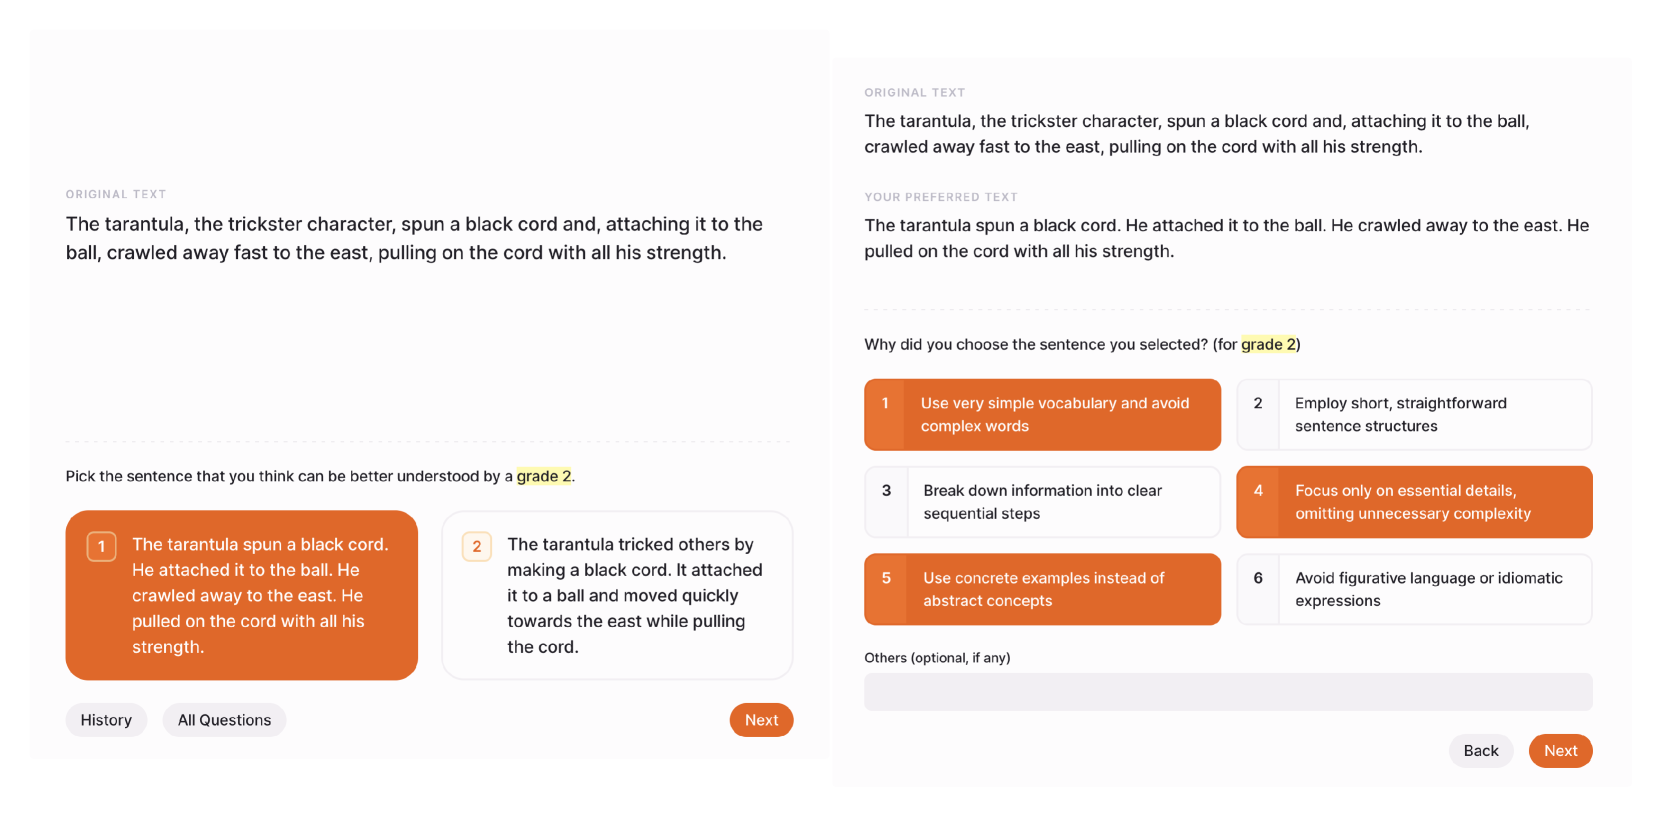 ORIGINAL TEXT
The tarantula, the trickster character, spun a black cord and, attaching it to the
ball, crawled away fast to the east, pulling on the cord with all his strength.
Pick the sentence that you think can be better understood by a grade 2.
1
The tarantula spun a black cord.
He attached it to the ball. He
crawled away to the east. He
pulled on the cord with all his
strength.
2
The tarantula tricked others by
making a black cord. It attached
it to a ball and moved quickly
towards the east while pulling
the cord.
History
All Questions
Next
ORIGINAL TEXT
The tarantula, the trickster character, spun a black cord and, attaching it to the ball,
crawled away fast to the east, pulling on the cord with all his strength.
YOUR PREFERRED TEXT
The tarantula spun a black cord. He attached it to the ball. He crawled away to the east. He
pulled on the cord with all his strength.
Why did you choose the sentence you selected? (for grade 2)
1
Use very simple vocabulary and avoid
complex words
2
Employ short, straightforward
sentence structures
3
Break down information into clear
sequential steps
4
Focus only on essential details,
omitting unnecessary complexity
5
Use concrete examples instead of
abstract concepts
6
Avoid figurative language or idiomatic
expressions
Others (optional, if any)
Back
Next